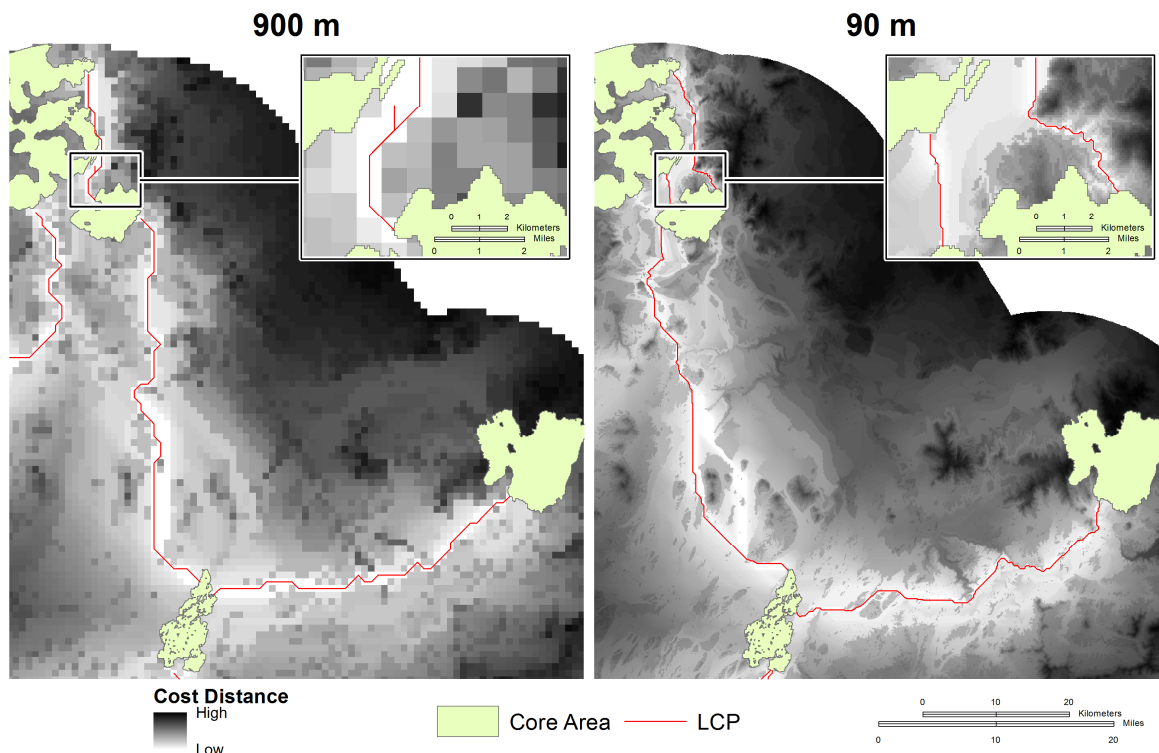 900 m
90 m
0 1 2
Kilometers
Miles
0 1 2
0 1 2
Kilometers
Miles
0 1 2
Cost Distance
High
Low
Core Area
LCP
0 10 20
Kilometers
Miles
0 10 20